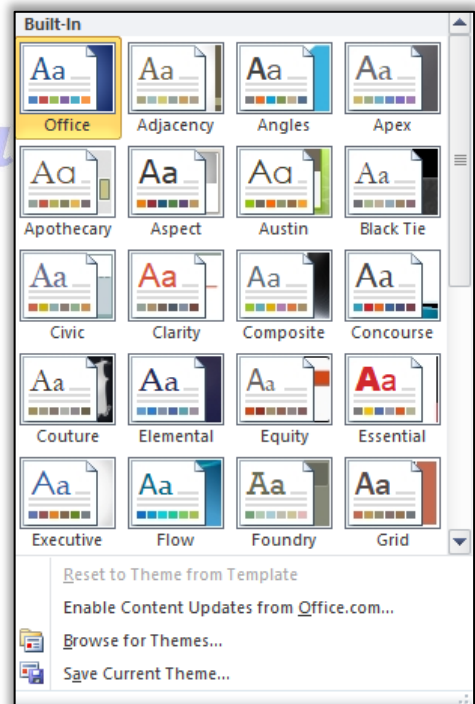 Built-In
Aa Aa Aa Aa
Office Adjacency Angles Apex
Aa Aa Aa Aa
Apothecary Aspect Austin Black Tie
Aa Aa Aa Aa
Civic Clarity Composite Concourse
Aa Aa Aa Aa
Couture Elemental Equity Essential
Aa Aa Aa Aa
Executive Flow Foundry Grid
Reset to Theme from Template
Enable Content Updates from Office.com...
Browse for Themes...
Save Current Theme...